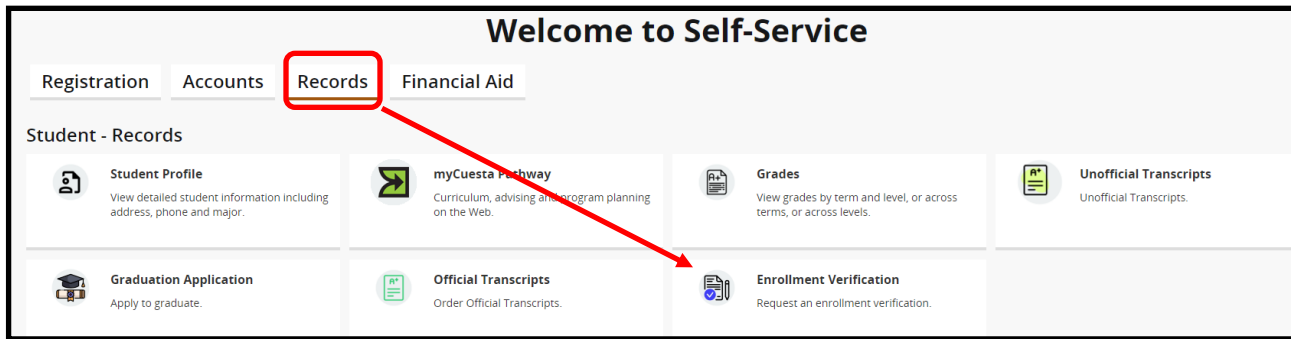 Welcome to Self-Service
Registration
Accounts
Records
Financial Aid
Student - Records
Student Profile
View detailed student information including
address, phone and major.
myCuesta Pathway
Curriculum, advising and program planning
on the Web.
Grades
View grades by term and level, or across
terms, or across levels.
Unofficial Transcripts
Unofficial Transcripts.
Graduation Application
Apply to graduate.
Official Transcripts
Order Official Transcripts.
Enrollment Verification
Request an enrollment verification.